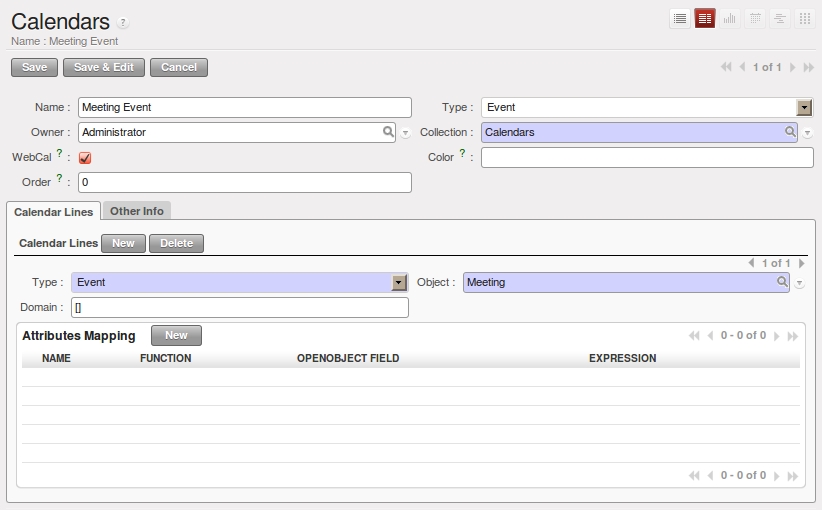 Calendars ?
Name : Meeting Event
Save Save & Edit Cancel 1 of 1
Name : Meeting Event Type : Event
Owner : Administrator Collection : Calendars
WebCal ? : Color ? :
Order ? : 0
Calendar Lines Other Info
Calendar Lines New Delete
1 of 1
Type : Event Object : Meeting
Domain : []
Attributes Mapping New 0 - 0 of 0
NAME FUNCTION OPENOBJECT FIELD EXPRESSION
0 - 0 of 0